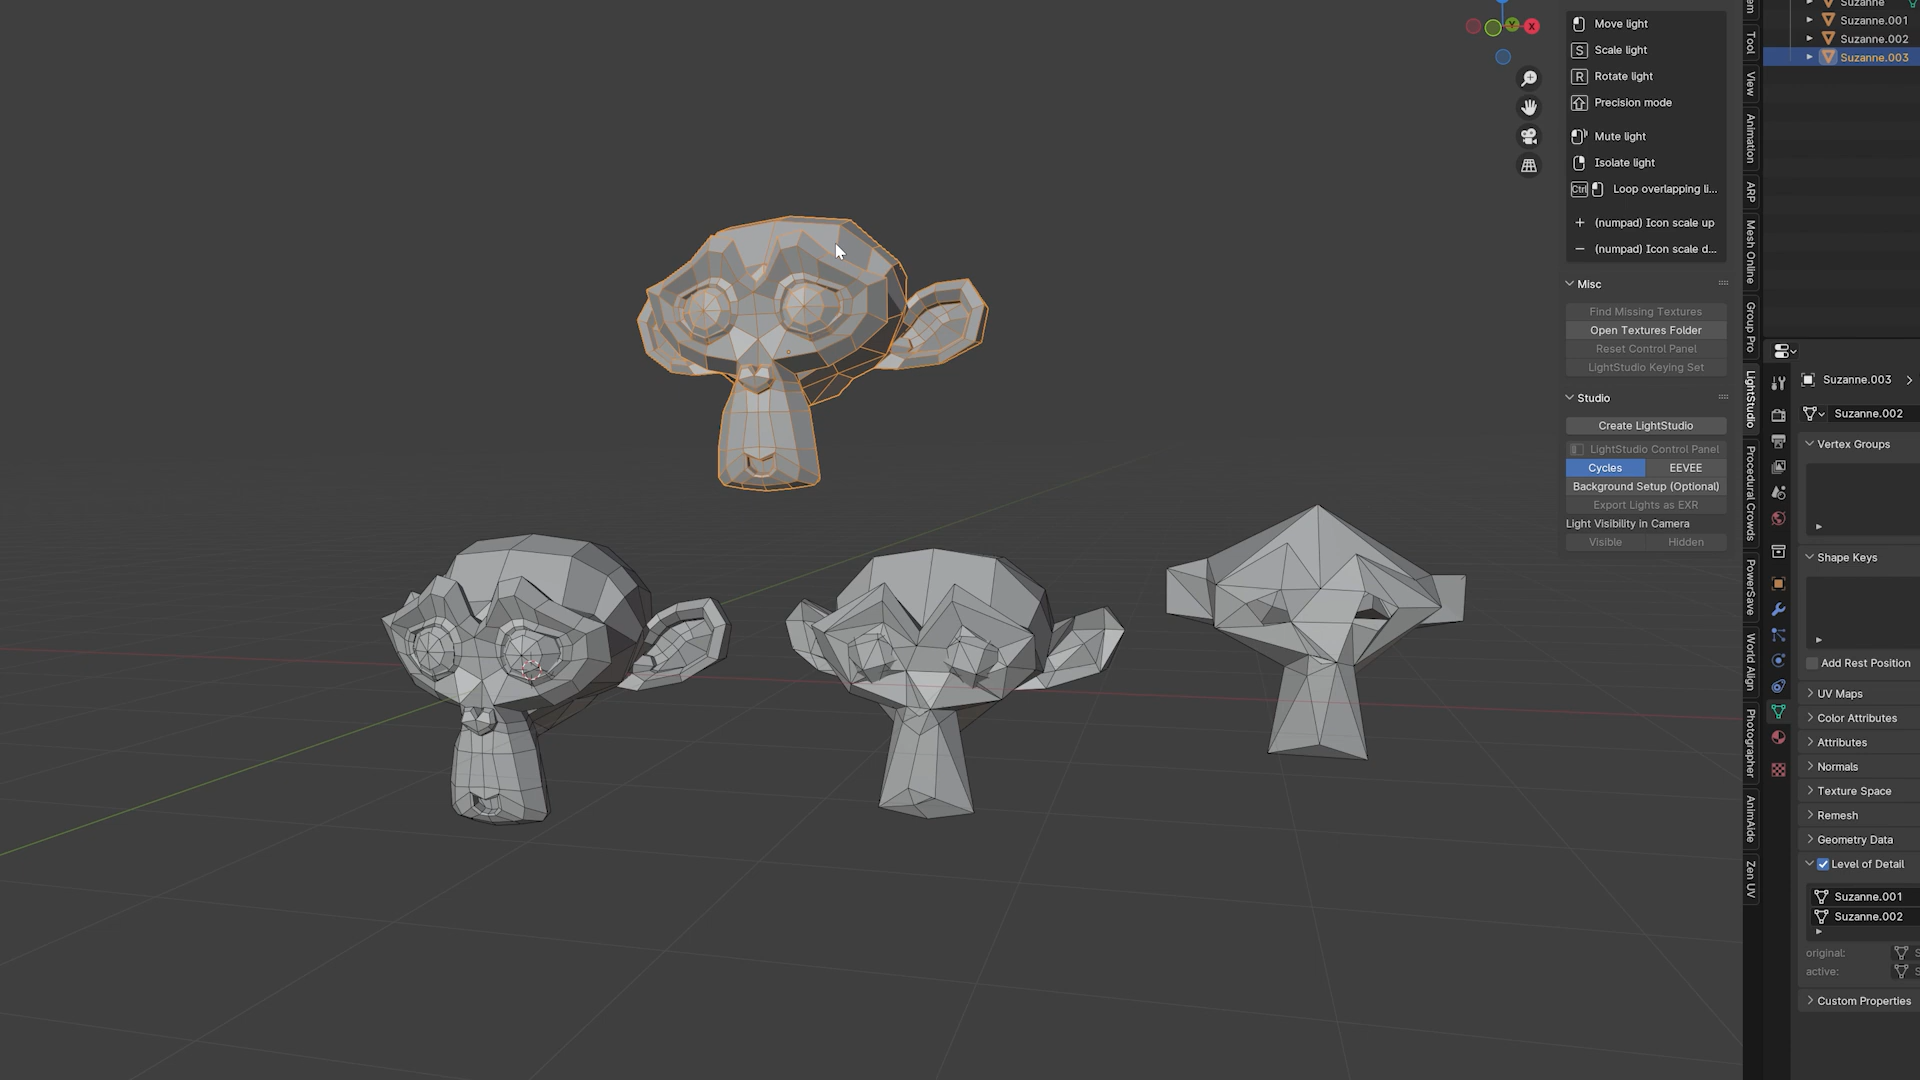 Y
X
S
Move light
Scale light
R
Rotate light
Precision mode
Mute light
Isolate light
Ctrl
Loop overlapping li...
+ (numpad) Icon scale up
− (numpad) Icon scale d...
Misc
Find Missing Textures
Open Textures Folder
Reset Control Panel
LightStudio Keying Set
Studio
Create LightStudio
LightStudio Control Panel
Cycles
EEVEE
Background Setup (Optional)
Export Lights as EXR
Light Visibility in Camera
Visible
Hidden
Tool
View
Animation
ARP
Mesh Online
Group Pro
LightStudio
Procedural Crowds
PowerSave
World Align
Photographer
AnimAide
Zen UV
Suzanne
Suzanne.001
Suzanne.002
Suzanne.003
Suzanne.003
Suzanne.002
Vertex Groups
Shape Keys
Add Rest Position
UV Maps
Color Attributes
Attributes
Normals
Texture Space
Remesh
Geometry Data
Level of Detail
Suzanne.001
Suzanne.002
original:
active:
Custom Properties